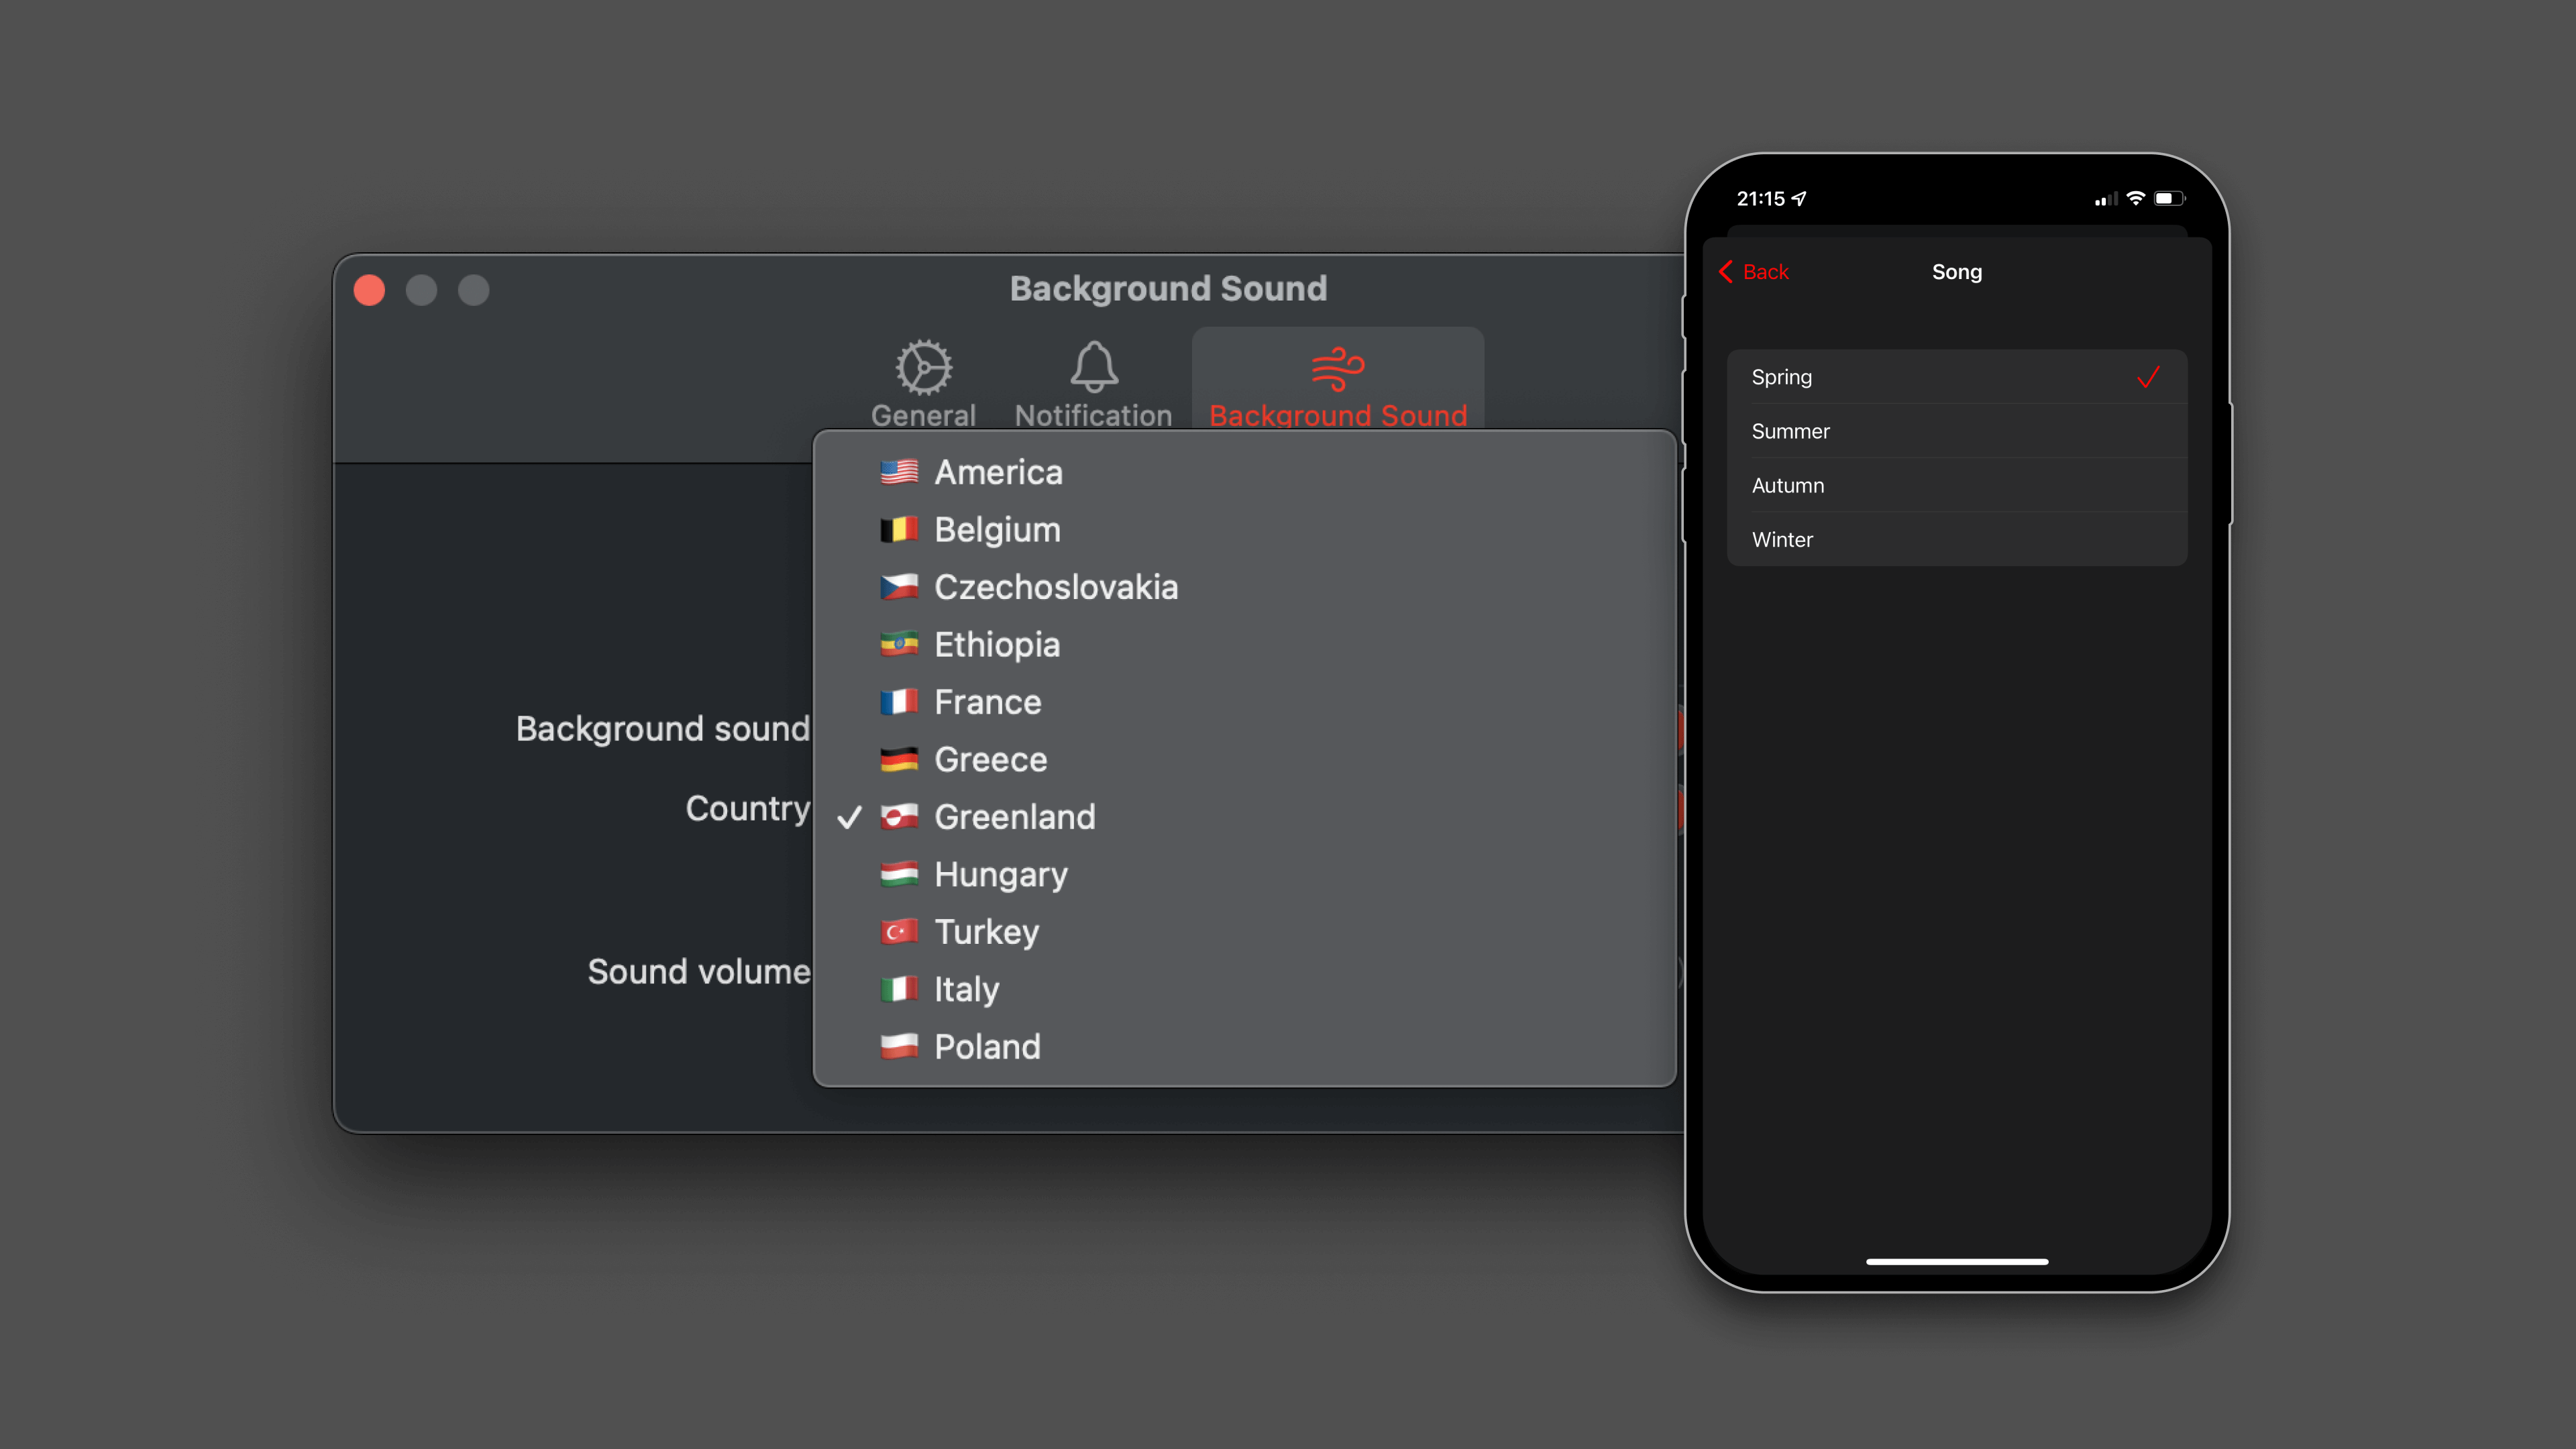 Background Sound
General
Notification
Background Sound
America
Belgium
Czechoslovakia
Ethiopia
France
Greece
Greenland
Hungary
Turkey
Italy
Poland
Background sound
Country
Sound volume
21:15
Back
Song
Spring
Summer
Autumn
Winter